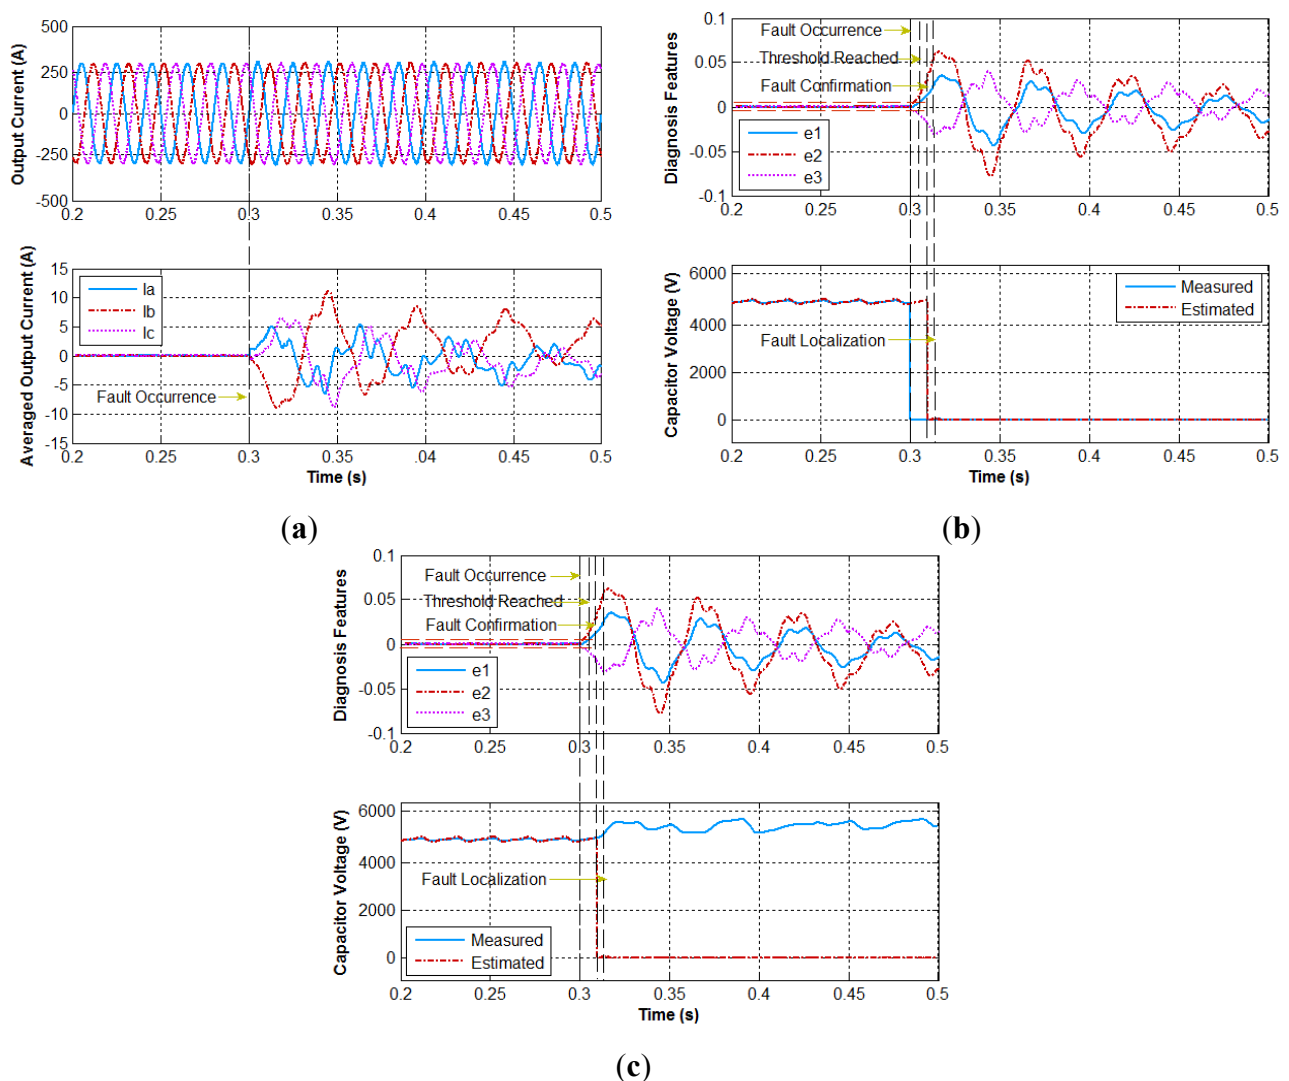 Output Current (A)
500
250
0
-250
-500
0.2 0.25 0.3 0.35 0.4 0.45 0.5
Averaged Output Current (A)
15
10
5
0
-5
-10
-15
Ia
Ib
Ic
Fault Occurrence
0.2 0.25 0.3 0.35 .04 0.45 0.5
Time (s)
(a)
Diagnosis Features
0.1
0.05
0
-0.05
-0.1
Fault Occurrence
Threshold Reached
Fault Confirmation
e1
e2
e3
0.2 0.25 0.3 0.35 0.4 0.45 0.5
Capacitor Voltage (V)
6000
4000
2000
0
Measured
Estimated
Fault Localization
0.2 0.25 0.3 0.35 0.4 0.45 0.5
Time (s)
(b)
Diagnosis Features
0.1
0.05
0
-0.05
-0.1
Fault Occurrence
Threshold Reached
Fault Confirmation
e1
e2
e3
0.2 0.25 0.3 0.35 0.4 0.45 0.5
Capacitor Voltage (V)
6000
4000
2000
0
Fault Localization
Measured
Estimated
0.2 0.25 0.3 0.35 0.4 0.45 0.5
Time (s)
(c)